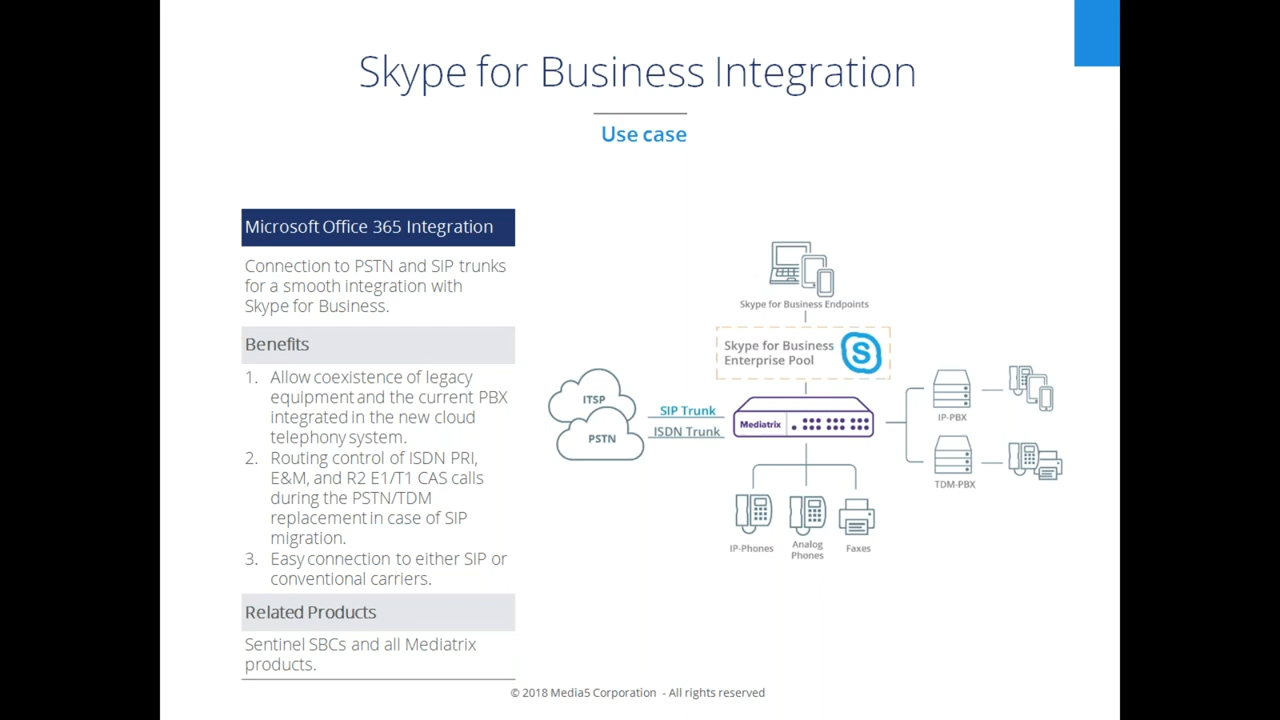 Skype for Business Integration
Use case
Microsoft Office 365 Integration
Connection to PSTN and SIP trunks
for a smooth integration with
Skype for Business.
Benefits
1. Allow coexistence of legacy
equipment and the current PBX
integrated in the new cloud
telephony system.
2. Routing control of ISDN PRI,
E&M, and R2 E1/T1 CAS calls
during the PSTN/TDM
replacement in case of SIP
migration.
3. Easy connection to either SIP or
conventional carriers.
Related Products
Sentinel SBCs and all Mediatrix
products.
Skype for Business Endpoints
Skype for Business
Enterprise Pool
S
ITSP
PSTN
SIP Trunk
ISDN Trunk
Mediatrix
IP-PBX
TDM-PBX
IP-Phones
Analog
Phones
Faxes
© 2018 Media5 Corporation - All rights reserved